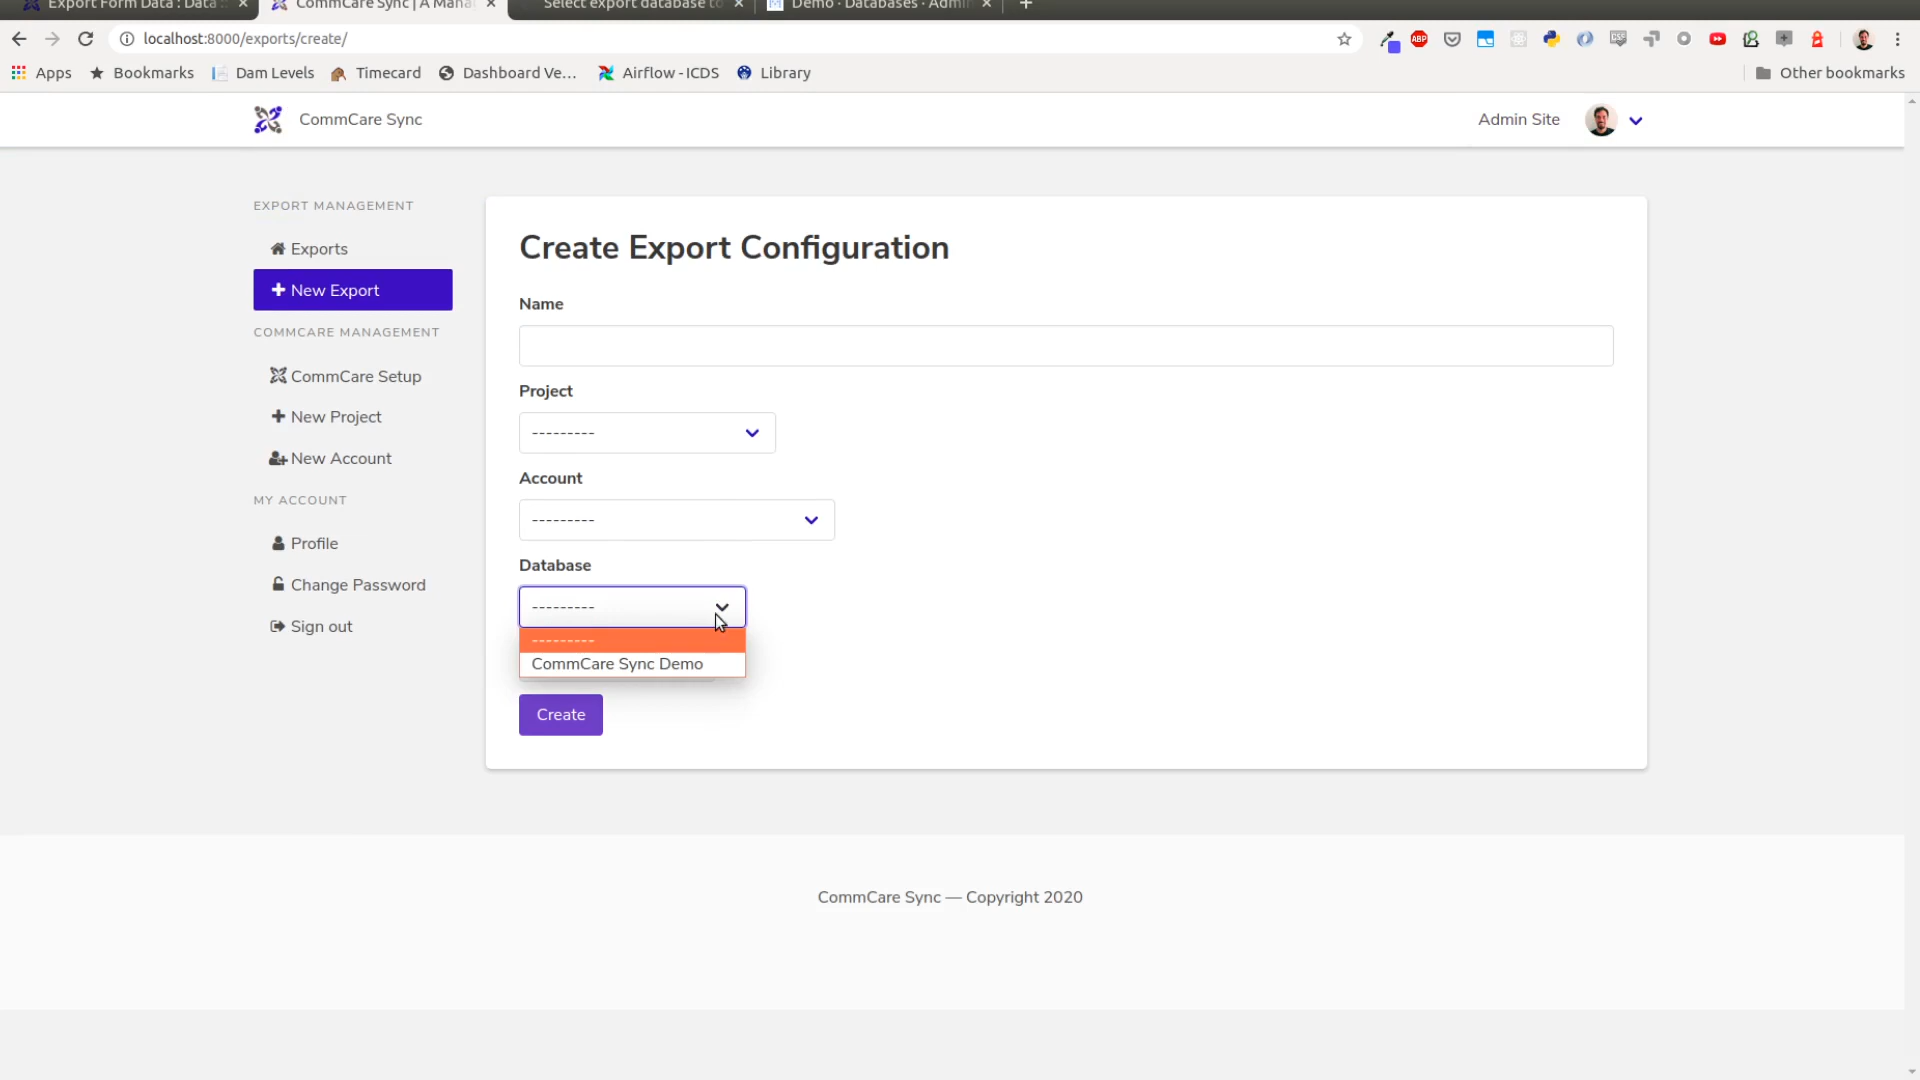 Export Form Data : Data ::
CommCare Sync | A Mana
Select export database to
Demo · Databases · Admi
localhost:8000/exports/create/
ABP
CSS
Apps
Bookmarks
Dam Levels
Timecard
Dashboard Ve...
Airflow - ICDS
Library
Other bookmarks
CommCare Sync
Admin Site
EXPORT MANAGEMENT
Exports
New Export
COMMCARE MANAGEMENT
CommCare Setup
New Project
New Account
MY ACCOUNT
Profile
Change Password
Sign out
Create Export Configuration
Name
Project
---------
Account
---------
Database
---------
---------
CommCare Sync Demo
Create
CommCare Sync — Copyright 2020